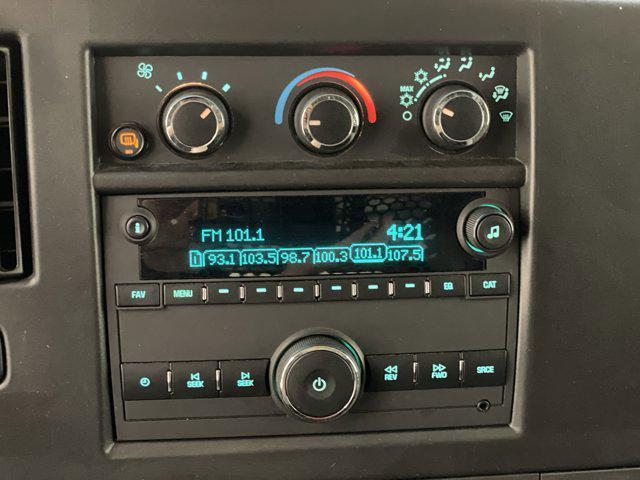 MAX
FM 101.1 4:21
1 93.1 103.5 98.7 100.3 101.1 107.5
FAV MENU EQ CAT
SEEK SEEK REV FWD SRCE